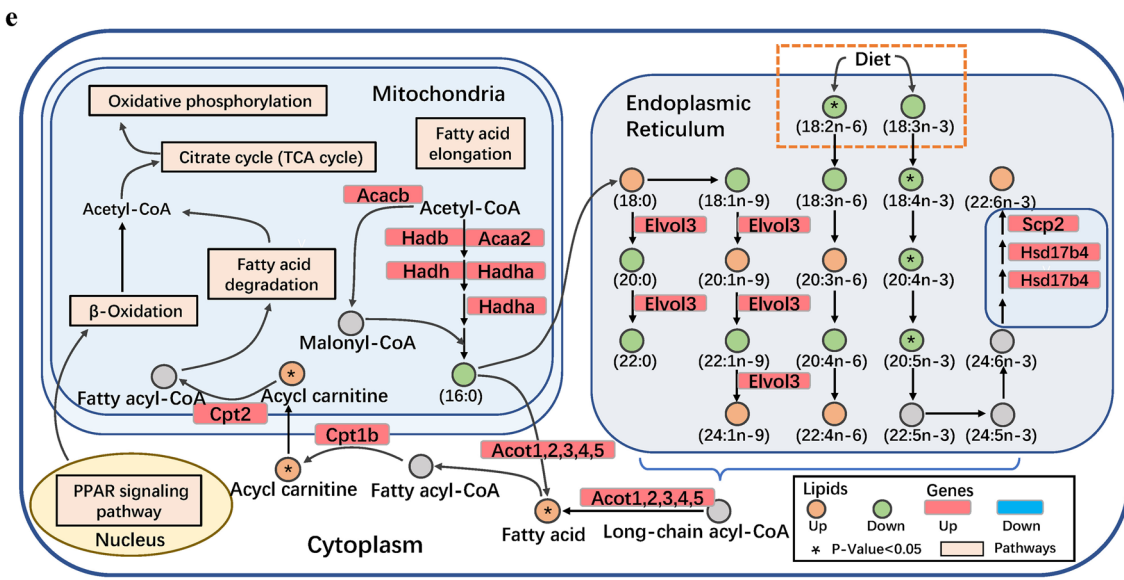 e
Diet
Oxidative phosphorylation
Mitochondria
Endoplasmic
Reticulum
*
(18:2n-6)
(18:3n-3)
Fatty acid
elongation
Citrate cycle (TCA cycle)
Acacb
Acetyl-CoA
Acetyl-CoA
*
(18:0)
(18:1n-9)
(18:3n-6)
(18:4n-3)
(22:6n-3)
Elvol3
Elvol3
Scp2
Hadb
Acaa2
Hsd17b4
Fatty acid
degradation
Hadh
Hadha
*
(20:0)
(20:1n-9)
(20:3n-6)
(20:4n-3)
Hsd17b4
Hadha
Elvol3
Elvol3
β-Oxidation
Malonyl-CoA
*
(22:0)
(22:1n-9)
(20:4n-6)
(20:5n-3)
(24:6n-3)
*
Fatty acyl-CoA
Acycl carnitine
(16:0)
Elvol3
Cpt2
(24:1n-9)
(22:4n-6)
(22:5n-3)
(24:5n-3)
Cpt1b
Acot1,2,3,4,5
*
Acycl carnitine
Fatty acyl-CoA
PPAR signaling
pathway
Nucleus
Cytoplasm
Acot1,2,3,4,5
*
Fatty acid
Long-chain acyl-CoA
Lipids
Genes
Up
Down
Up
Down
* P-Value<0.05
Pathways